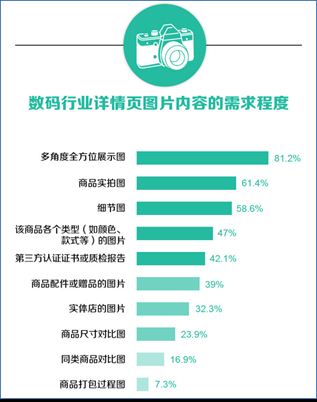 数码行业详情页图片内容的需求程度
多角度全方位展示图 81.2%
商品实拍图 61.4%
细节图 58.6%
该商品各个类型（如颜色、
款式等）的图片 47%
第三方认证证书或质检报告 42.1%
商品配件或赠品的图片 39%
实体店的图片 32.3%
商品尺寸对比图 23.9%
同类商品对比图 16.9%
商品打包过程图 7.3%